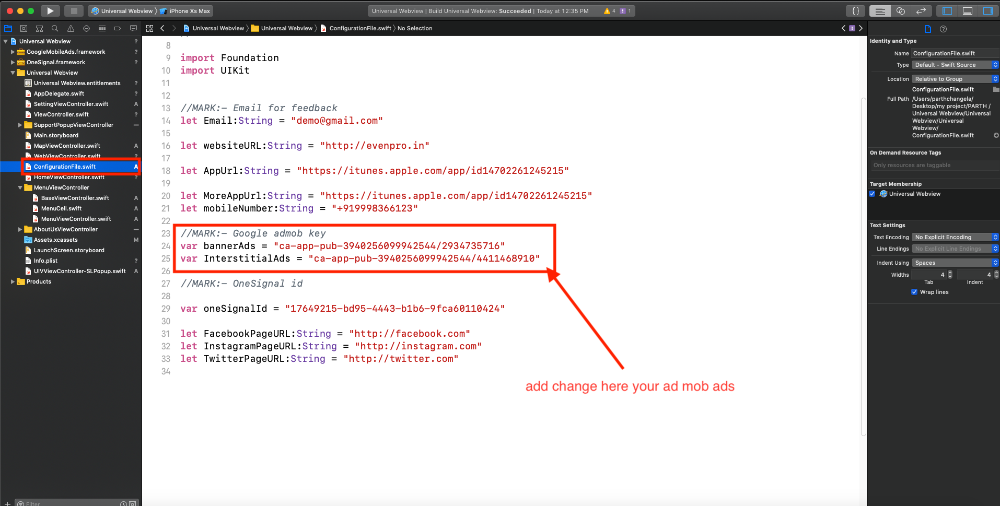 Universal Webview 〉 iPhone Xs Max
Universal Webview | Build Universal Webview: Succeeded | Today at 12:35 PM 4 1
{}
Universal Webview 〉 Universal Webview 〉 ConfigurationFile.swift 〉 No Selection
Universal Webview ?
GoogleMobileAds.framework ?
OneSignal.framework ?
Universal Webview
Universal Webview.entitlements ?
AppDelegate.swift ?
SettingViewController.swift A
ViewController.swift ?
SupportPopupViewController —
Main.storyboard
MapViewController.swift A
WebViewController.swift ?
ConfigurationFile.swift A
HomeViewController.swift ?
MenuViewController
BaseViewController.swift A
MenuCell.swift A
MenuViewController.swift A
AboutUsViewController —
Assets.xcassets M
LaunchScreen.storyboard
Info.plist ?
UIVViewController-SLPopup.swift A
Products
Filter
8
9 import Foundation
10 import UIKit
11
12
13 //MARK:- Email for feedback
14 let Email:String = "demo@gmail.com"
15
16 let websiteURL:String = "http://evenpro.in"
17
18 let AppUrl:String = "https://itunes.apple.com/app/id14702261245215"
19
20 let MoreAppUrl:String = "https://itunes.apple.com/app/id14702261245215"
21 let mobileNumber:String = "+919998366123"
22
23 //MARK:- Google admob key
24 var bannerAds = "ca-app-pub-3940256099942544/2934735716"
25 var InterstitialAds = "ca-app-pub-3940256099942544/4411468910"
26
27 //MARK:- OneSignal id
28
29 var oneSignalId = "17649215-bd95-4443-b1b6-9fca60110424"
30
31 let FacebookPageURL:String = "http://facebook.com"
32 let InstagramPageURL:String = "http://instagram.com"
33 let TwitterPageURL:String = "http://twitter.com"
34
add change here your ad mob ads
Identity and Type
Name ConfigurationFile.swift
Type Default - Swift Source
Location Relative to Group
ConfigurationFile.swift
Full Path /Users/parthchangela/
Desktop/my project/PARTH /
Universal Webview/Universal
Webview/Universal
Webview/
ConfigurationFile.swift
On Demand Resource Tags
Only resources are taggable
Target Membership
Universal Webview
Text Settings
Text Encoding No Explicit Encoding
Line Endings No Explicit Line Endings
Indent Using Spaces
Widths 4 4
Tab Indent
Wrap lines